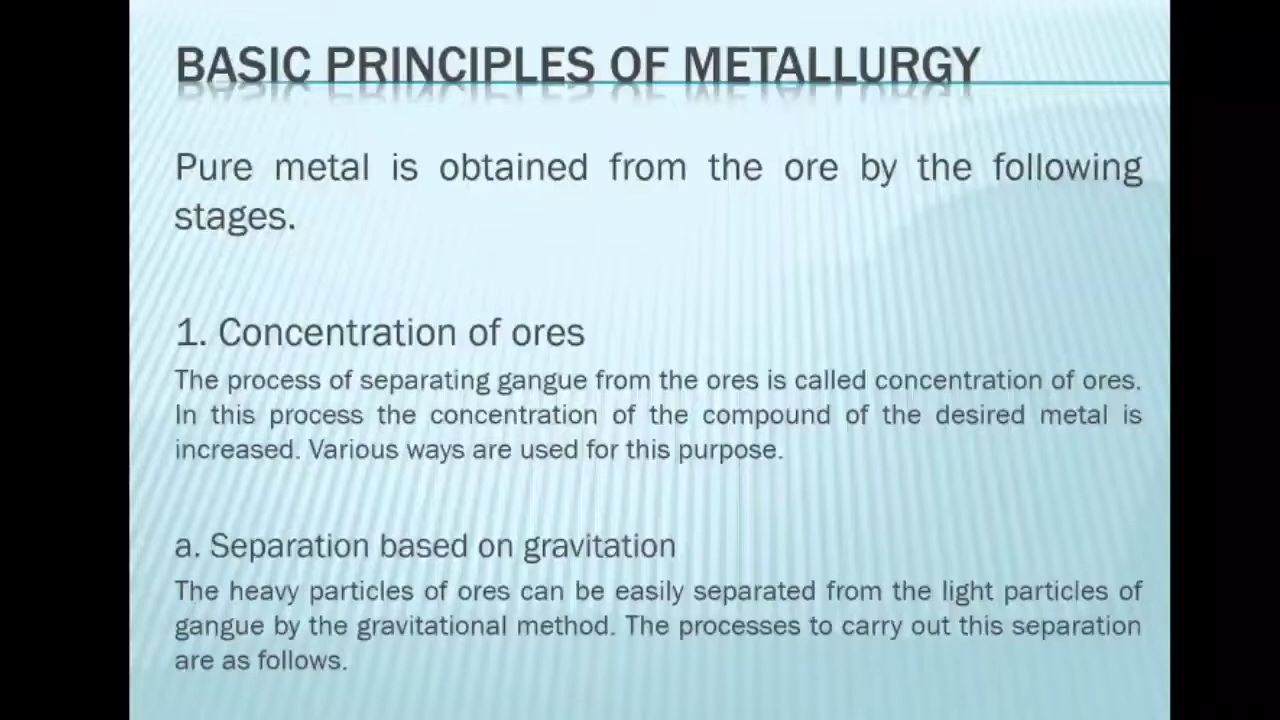 BASIC PRINCIPLES OF METALLURGY
Pure metal is obtained from the ore by the following
stages.
1. Concentration of ores
The process of separating gangue from the ores is called concentration of ores.
In this process the concentration of the compound of the desired metal is
increased. Various ways are used for this purpose.
a. Separation based on gravitation
The heavy particles of ores can be easily separated from the light particles of
gangue by the gravitational method. The processes to carry out this separation
are as follows.